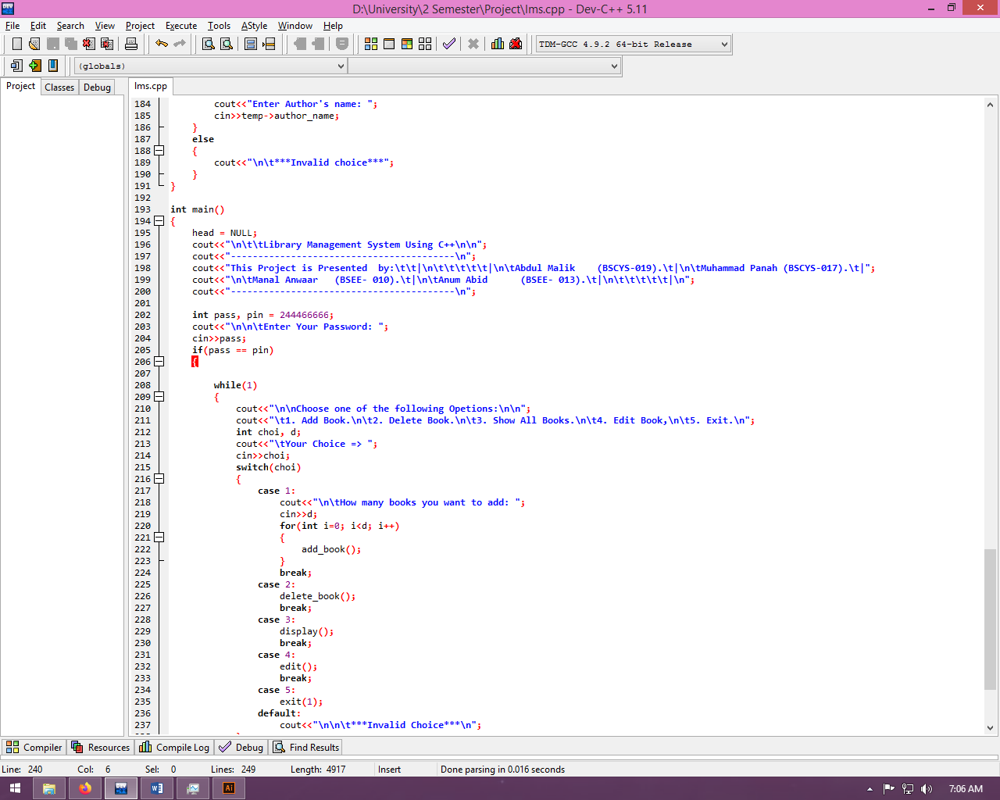 D:\University\2 Semester\Project\lms.cpp - Dev-C++ 5.11
File Edit Search View Project Execute Tools AStyle Window Help
TDM-GCC 4.9.2 64-bit Release
(globals)
Project Classes Debug lms.cpp
184 cout<<"Enter Author's name: ";
185 cin>>temp->author_name;
186 }
187 else
188 {
189 cout<<"\n\t***Invalid choice***";
190 }
191 }
192
193 int main()
194 {
195 head = NULL;
196 cout<<"\n\t\tLibrary Management System Using C++\n\n";
197 cout<<"-----------------------------------------\n";
198 cout<<"This Project is Presented  by:\t\t|\n\t\t\t\t\t|\n\tAbdul Malik    (BSCYS-019).\t|\n\tMuhammad Panah (BSCYS-017).\t|";
199 cout<<"\n\tManal Anwaar   (BSEE- 010).\t|\n\tAnum Abid      (BSEE- 013).\t|\n\t\t\t\t\t|\n";
200 cout<<"-----------------------------------------\n";
201
202 int pass, pin = 244466666;
203 cout<<"\n\n\tEnter Your Password: ";
204 cin>>pass;
205 if(pass == pin)
206 {
207
208 while(1)
209 {
210 cout<<"\n\nChoose one of the following Opetions:\n\n";
211 cout<<"\t1. Add Book.\n\t2. Delete Book.\n\t3. Show All Books.\n\t4. Edit Book,\n\t5. Exit.\n";
212 int choi, d;
213 cout<<"\tYour Choice => ";
214 cin>>choi;
215 switch(choi)
216 {
217 case 1:
218 cout<<"\n\tHow many books you want to add: ";
219 cin>>d;
220 for(int i=0; i<d; i++)
221 {
222 add_book();
223 }
224 break;
225 case 2:
226 delete_book();
227 break;
228 case 3:
229 display();
230 break;
231 case 4:
232 edit();
233 break;
234 case 5:
235 exit(1);
236 default:
237 cout<<"\n\n\t***Invalid Choice***\n";
Compiler Resources Compile Log Debug Find Results
Line: 240 Col: 6 Sel: 0 Lines: 249 Length: 4917 Insert Done parsing in 0.016 seconds
7:06 AM